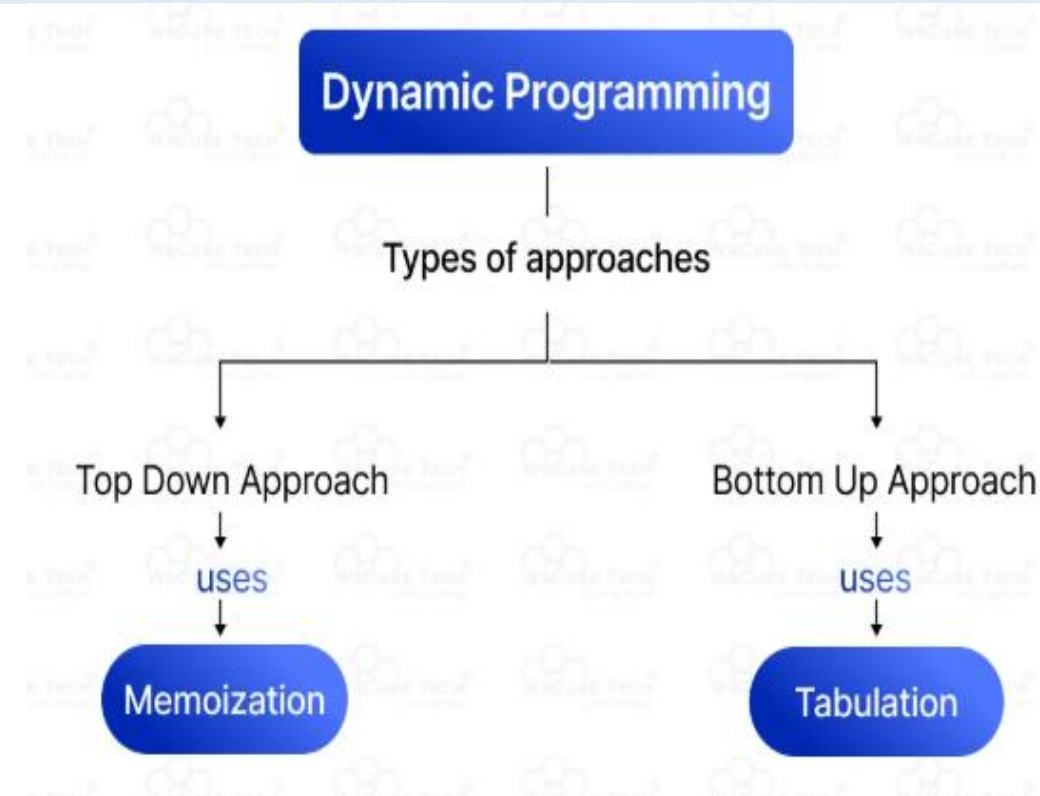 Dynamic Programming
Types of approaches
Top Down Approach
Bottom Up Approach
uses
uses
Memoization
Tabulation